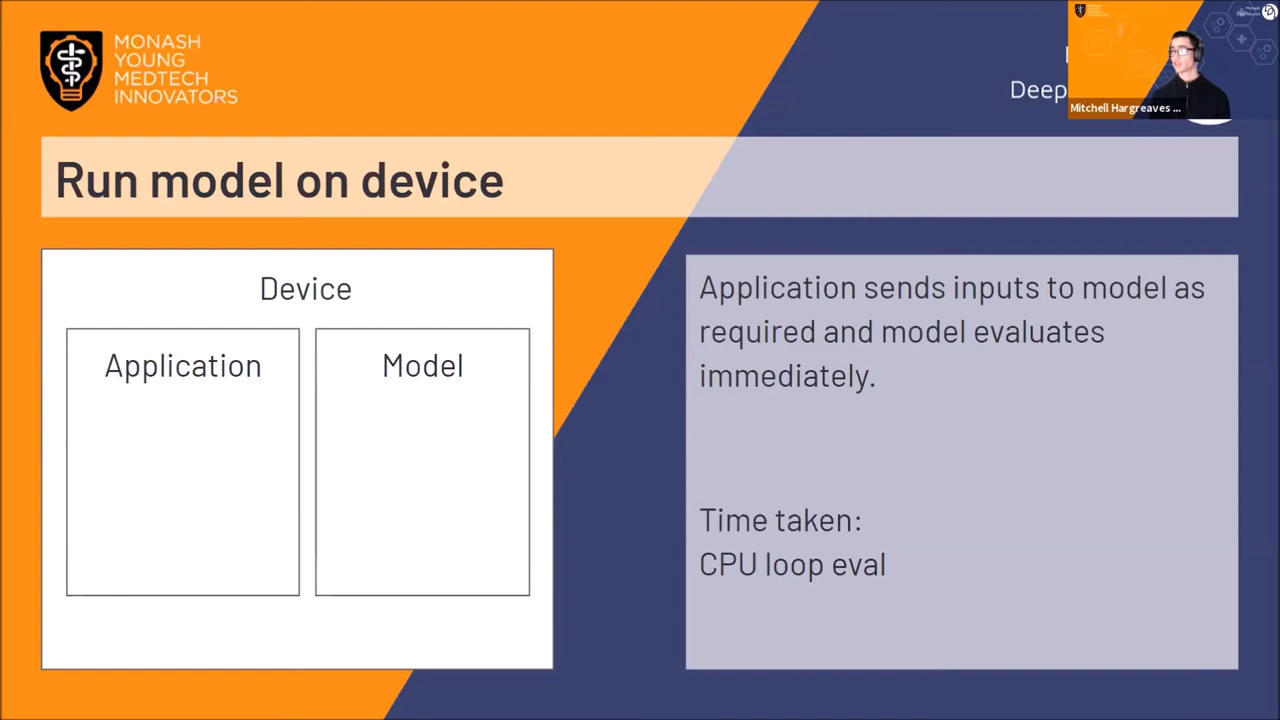 MONASH
YOUNG
MEDTECH
INNOVATORS
Deep
Mitchell Hargreaves ...
Run model on device
Device
Application
Model
Application sends inputs to model as
required and model evaluates
immediately.
Time taken:
CPU loop eval